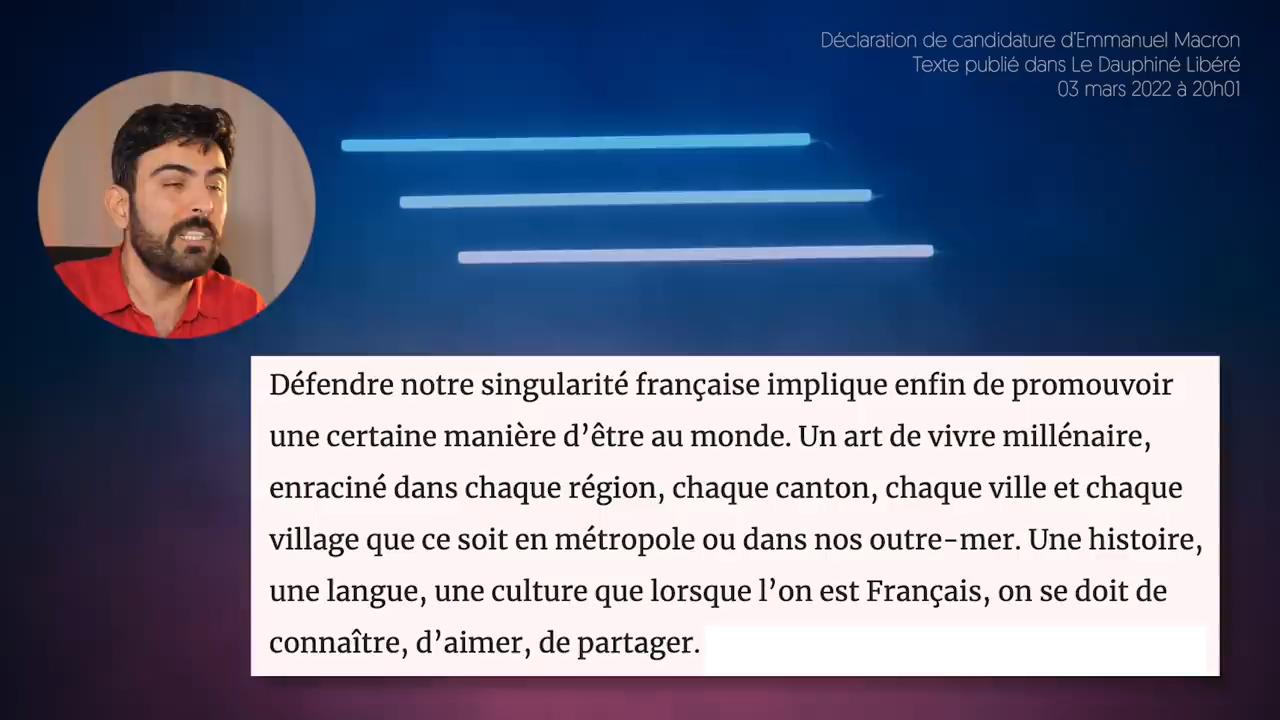 Déclaration de candidature d'Emmanuel Macron
Texte publié dans Le Dauphiné Libéré
03 mars 2022 à 20h01
Défendre notre singularité française implique enfin de promouvoir
une certaine manière d’être au monde. Un art de vivre millénaire,
enraciné dans chaque région, chaque canton, chaque ville et chaque
village que ce soit en métropole ou dans nos outre-mer. Une histoire,
une langue, une culture que lorsque l’on est Français, on se doit de
connaître, d’aimer, de partager.